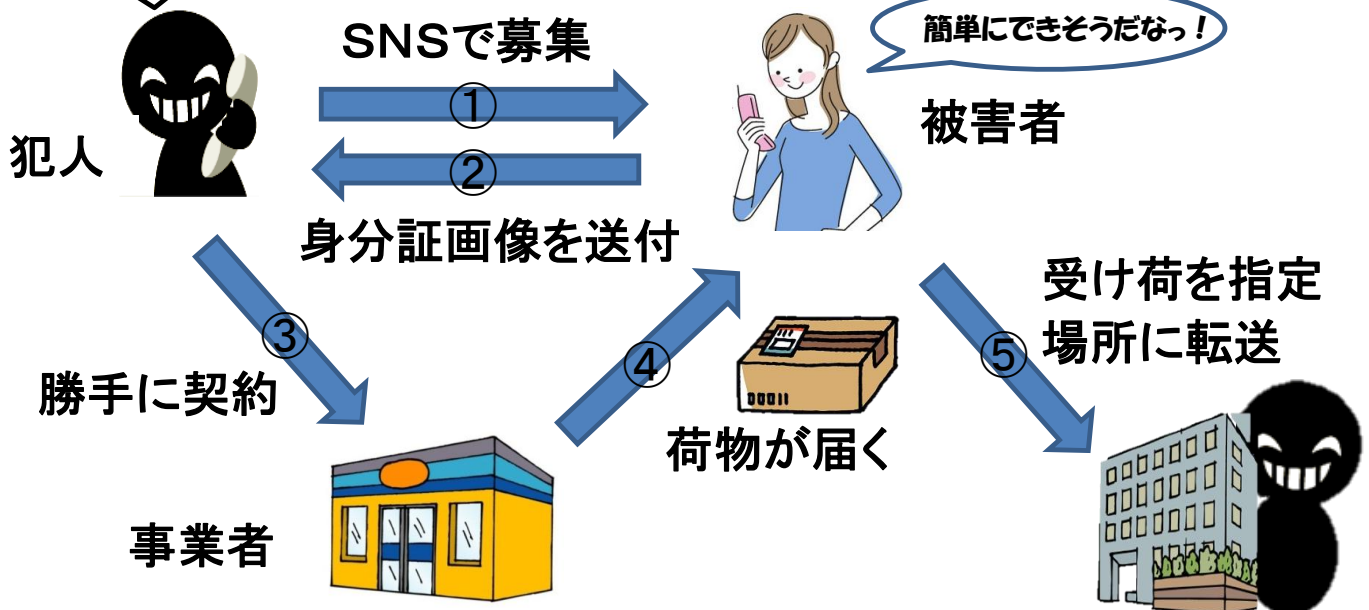 簡単にできそうだなっ！
SNSで募集
①
被害者
犯人
②
身分証画像を送付
受け荷を指定
場所に転送
③
④
⑤
勝手に契約
荷物が届く
事業者